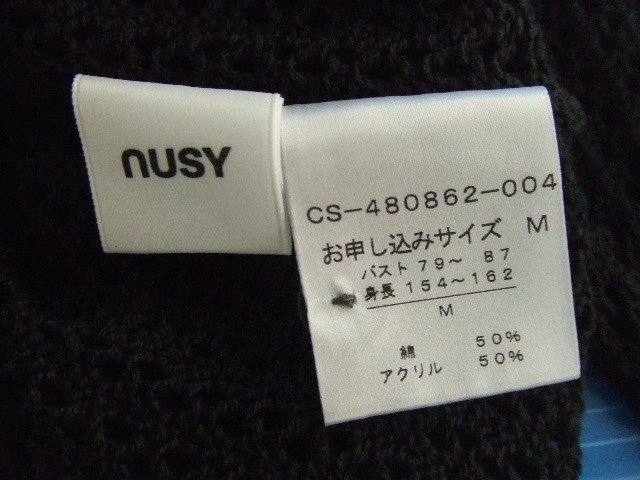 nusy
CS-480862-004
お申し込みサイズ M
バスト 79~ 87
身長 154~162
M
綿 50%
アクリル 50%